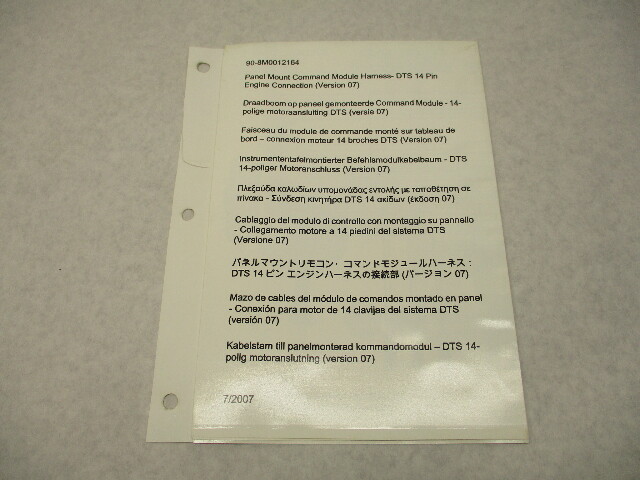 90-8M0012164
Panel Mount Command Module Harness- DTS 14 Pin
Engine Connection (Version 07)
Draadboom op paneel gemonteerde Command Module - 14-
polige motoraansluiting DTS (versie 07)
Faisceau du module de commande monté sur tableau de
bord – connexion moteur 14 broches DTS (Version 07)
Instrumententafelmontierter Befehlsmodulkabelbaum - DTS
14-poliger Motoranschluss (Version 07)
Πλεξούδα καλωδίων υπομονάδας εντολής με τοποθέτηση σε
πίνακα - Σύνδεση κινητήρα DTS 14 ακίδων (έκδοση 07)
Cablaggio del modulo di controllo con montaggio su pannello
- Collegamento motore a 14 piedini del sistema DTS
(Versione 07)
パネルマウントリモコン・コマンドモジュールハーネス：
DTS 14 ピン エンジンハーネスの接続部 (バージョン 07)
Mazo de cables del módulo de comandos montado en panel
- Conexión para motor de 14 clavijas del sistema DTS
(versión 07)
Kabelstam till panelmonterad kommandomodul – DTS 14-
polig motoranslutning (version 07)
7/2007